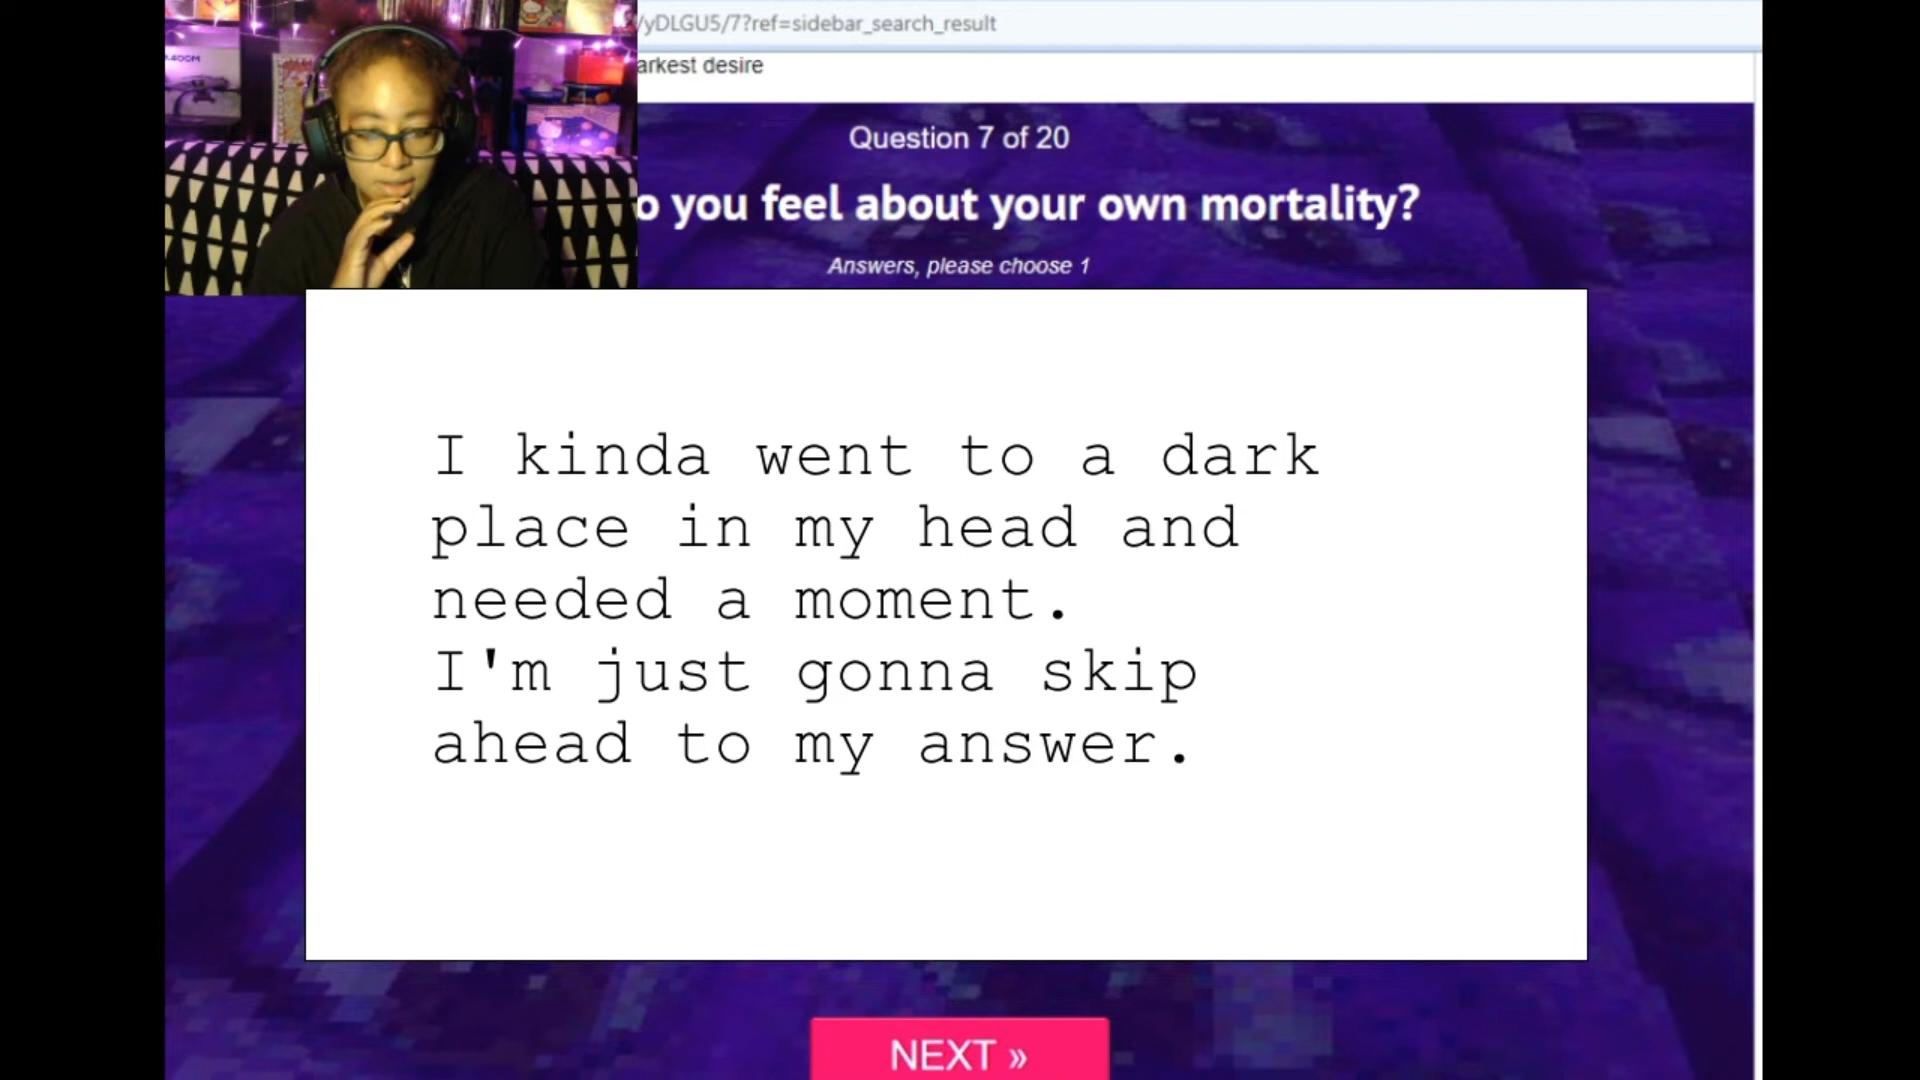 /yDLGU5/7?ref=sidebar_search_result
arkest desire
Question 7 of 20
o you feel about your own mortality?
Answers, please choose 1
I kinda went to a dark
place in my head and
needed a moment.
I'm just gonna skip
ahead to my answer.
NEXT »